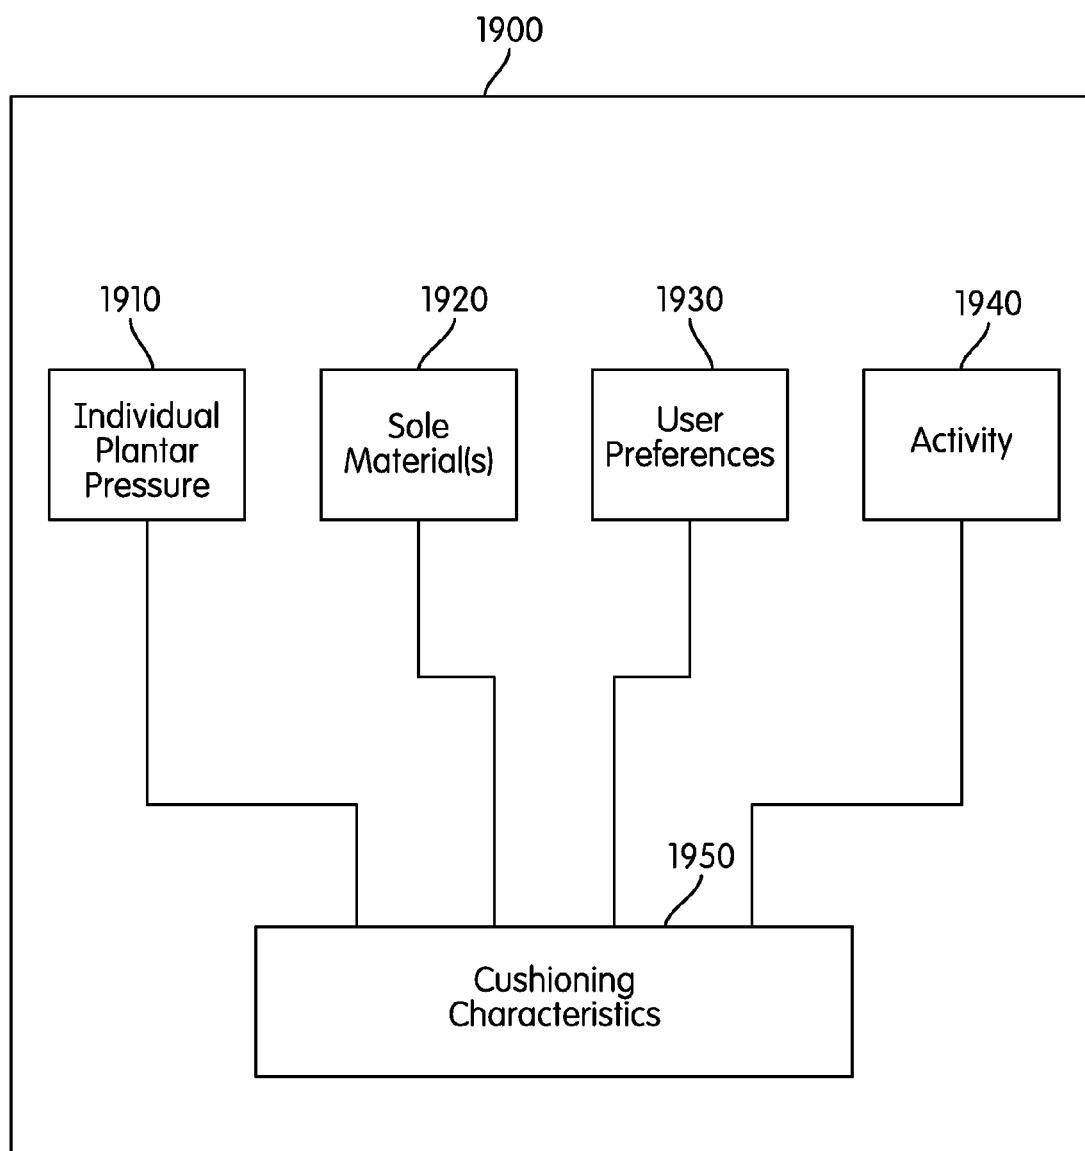 1900
1910
1920
1930
1940
Individual
Plantar
Pressure
Sole
Material(s)
User
Preferences
Activity
1950
Cushioning
Characteristics